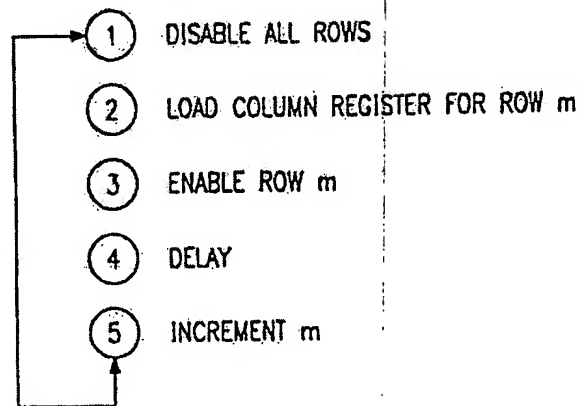 1 DISABLE ALL ROWS
2 LOAD COLUMN REGISTER FOR ROW m
3 ENABLE ROW m
4 DELAY
5 INCREMENT m